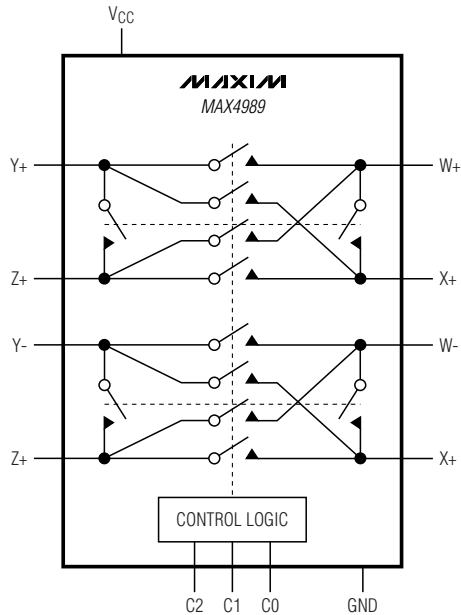 VCC
MAXIM
MAX4989
Y+ W+
Z+ X+
Y- W-
Z+ X+
CONTROL LOGIC
C2 C1 C0 GND